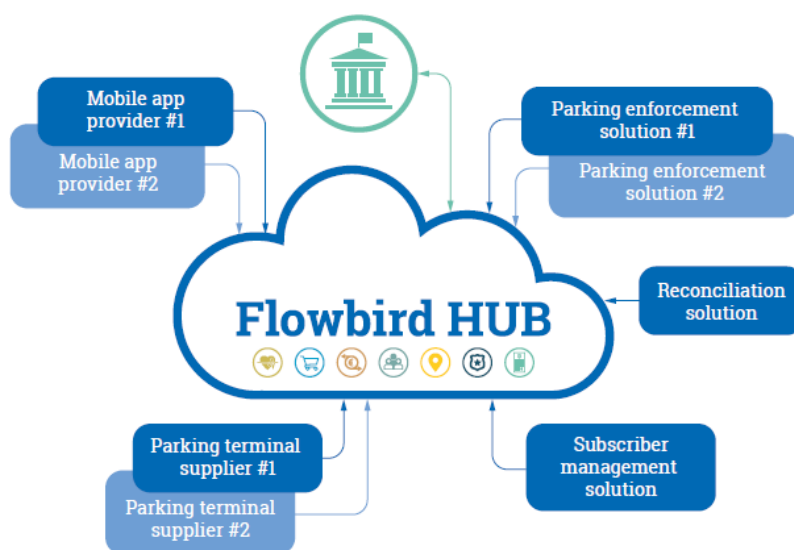 Mobile app
provider #1
Mobile app
provider #2
Parking enforcement
solution #1
Parking enforcement
solution #2
Flowbird HUB
Reconciliation
solution
Parking terminal
supplier #1
Parking terminal
supplier #2
Subscriber
management
solution